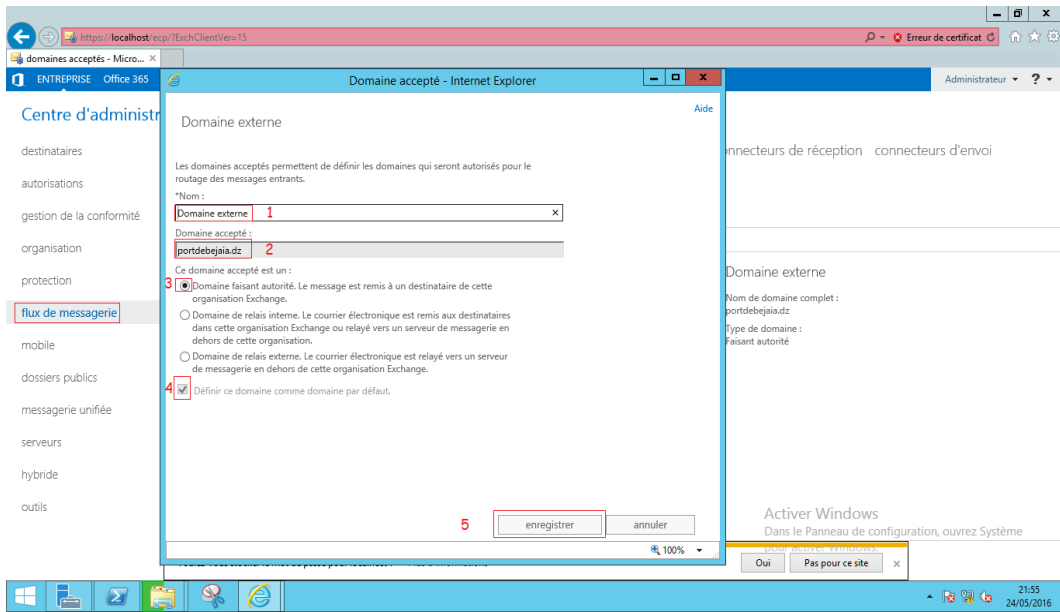 https://localhost/ecp/?ExchClientVer=15
Erreur de certificat
domaines acceptés - Micro...
ENTREPRISE Office 365
Administrateur
?
Domaine accepté - Internet Explorer
Centre d'administr
destinataires
autorisations
gestion de la conformité
organisation
protection
flux de messagerie
mobile
dossiers publics
messagerie unifiée
serveurs
hybride
outils
Aide
Domaine externe
Les domaines acceptés permettent de définir les domaines qui seront autorisés pour le
routage des messages entrants.
*Nom :
Domaine externe 1
Domaine accepté :
portdebejaia.dz 2
Ce domaine accepté est un :
3 Domaine faisant autorité. Le message est remis à un destinataire de cette
organisation Exchange.
Domaine de relais interne. Le courrier électronique est remis aux destinataires
dans cette organisation Exchange ou relayé vers un serveur de messagerie en
dehors de cette organisation.
Domaine de relais externe. Le courrier électronique est relayé vers un serveur
de messagerie en dehors de cette organisation Exchange.
4 Définir ce domaine comme domaine par défaut.
5 enregistrer annuler
100%
nnecteurs de réception connecteurs d'envoi
Domaine externe
Nom de domaine complet :
portdebejaia.dz
Type de domaine :
Faisant autorité
Activer Windows
Dans le Panneau de configuration, ouvrez Système
pour activer Windows.
Oui Pas pour ce site
21:55
24/05/2016